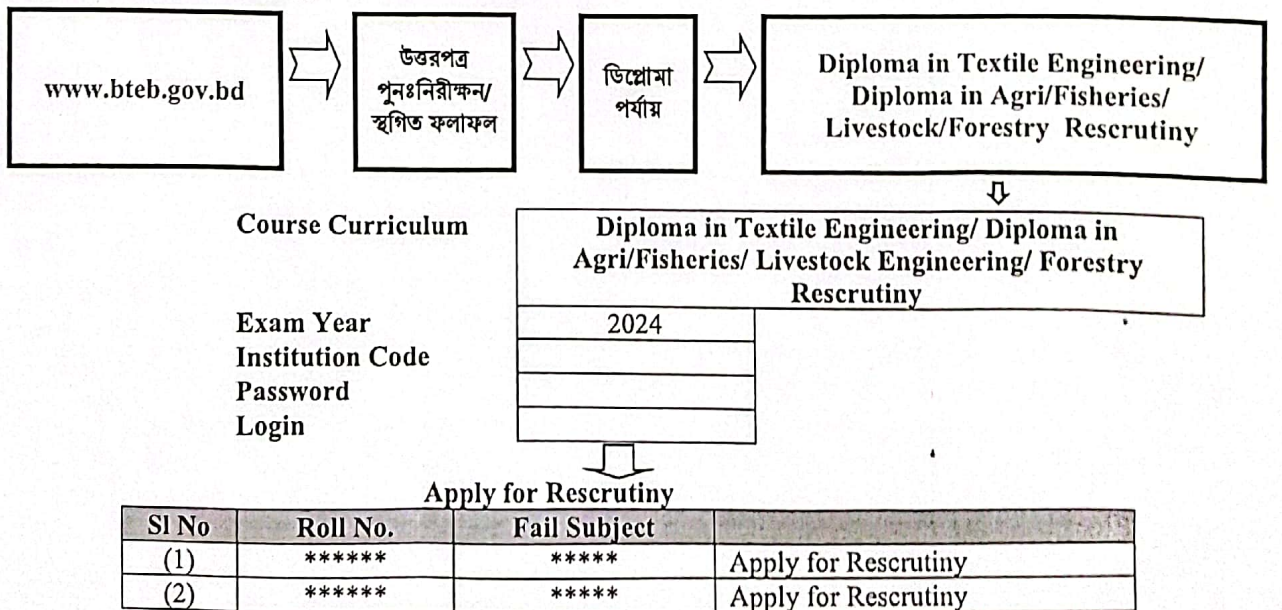 www.bteb.gov.bd
উত্তরপত্র
পুনঃনিরীক্ষন/
স্থগিত ফলাফল
ডিপ্লোমা
পর্যায়
Diploma in Textile Engineering/
Diploma in Agri/Fisheries/
Livestock/Forestry Rescrutiny
Course Curriculum
Diploma in Textile Engineering/ Diploma in
Agri/Fisheries/ Livestock Engineering/ Forestry
Rescrutiny
Exam Year 2024
Institution Code
Password
Login
Apply for Rescrutiny
Sl No Roll No. Fail Subject
(1) ****** ***** Apply for Rescrutiny
(2) ****** ***** Apply for Rescrutiny